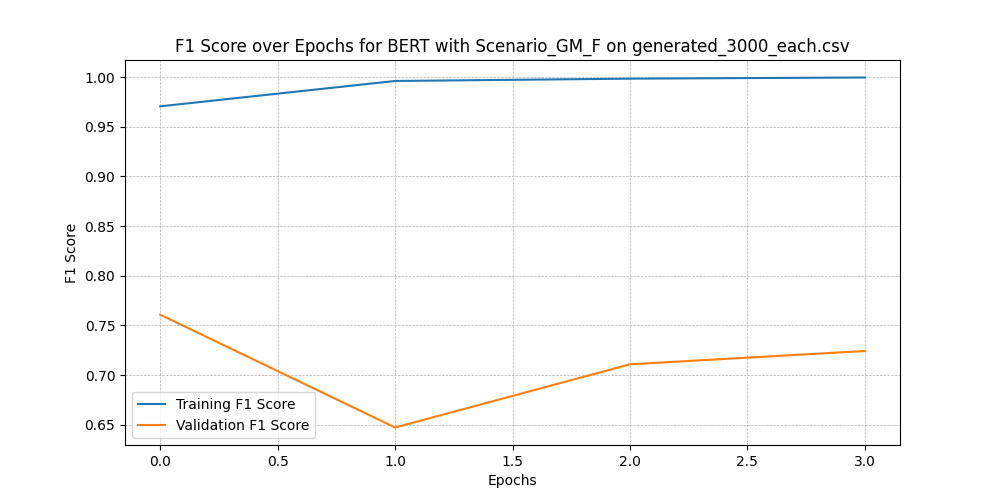 F1 Score over Epochs for BERT with Scenario_GM_F on generated_3000_each.csv
F1 Score
1.00
0.95
0.90
0.85
0.80
0.75
0.70
0.65
Training F1 Score
Validation F1 Score
0.0 0.5 1.0 1.5 2.0 2.5 3.0
Epochs